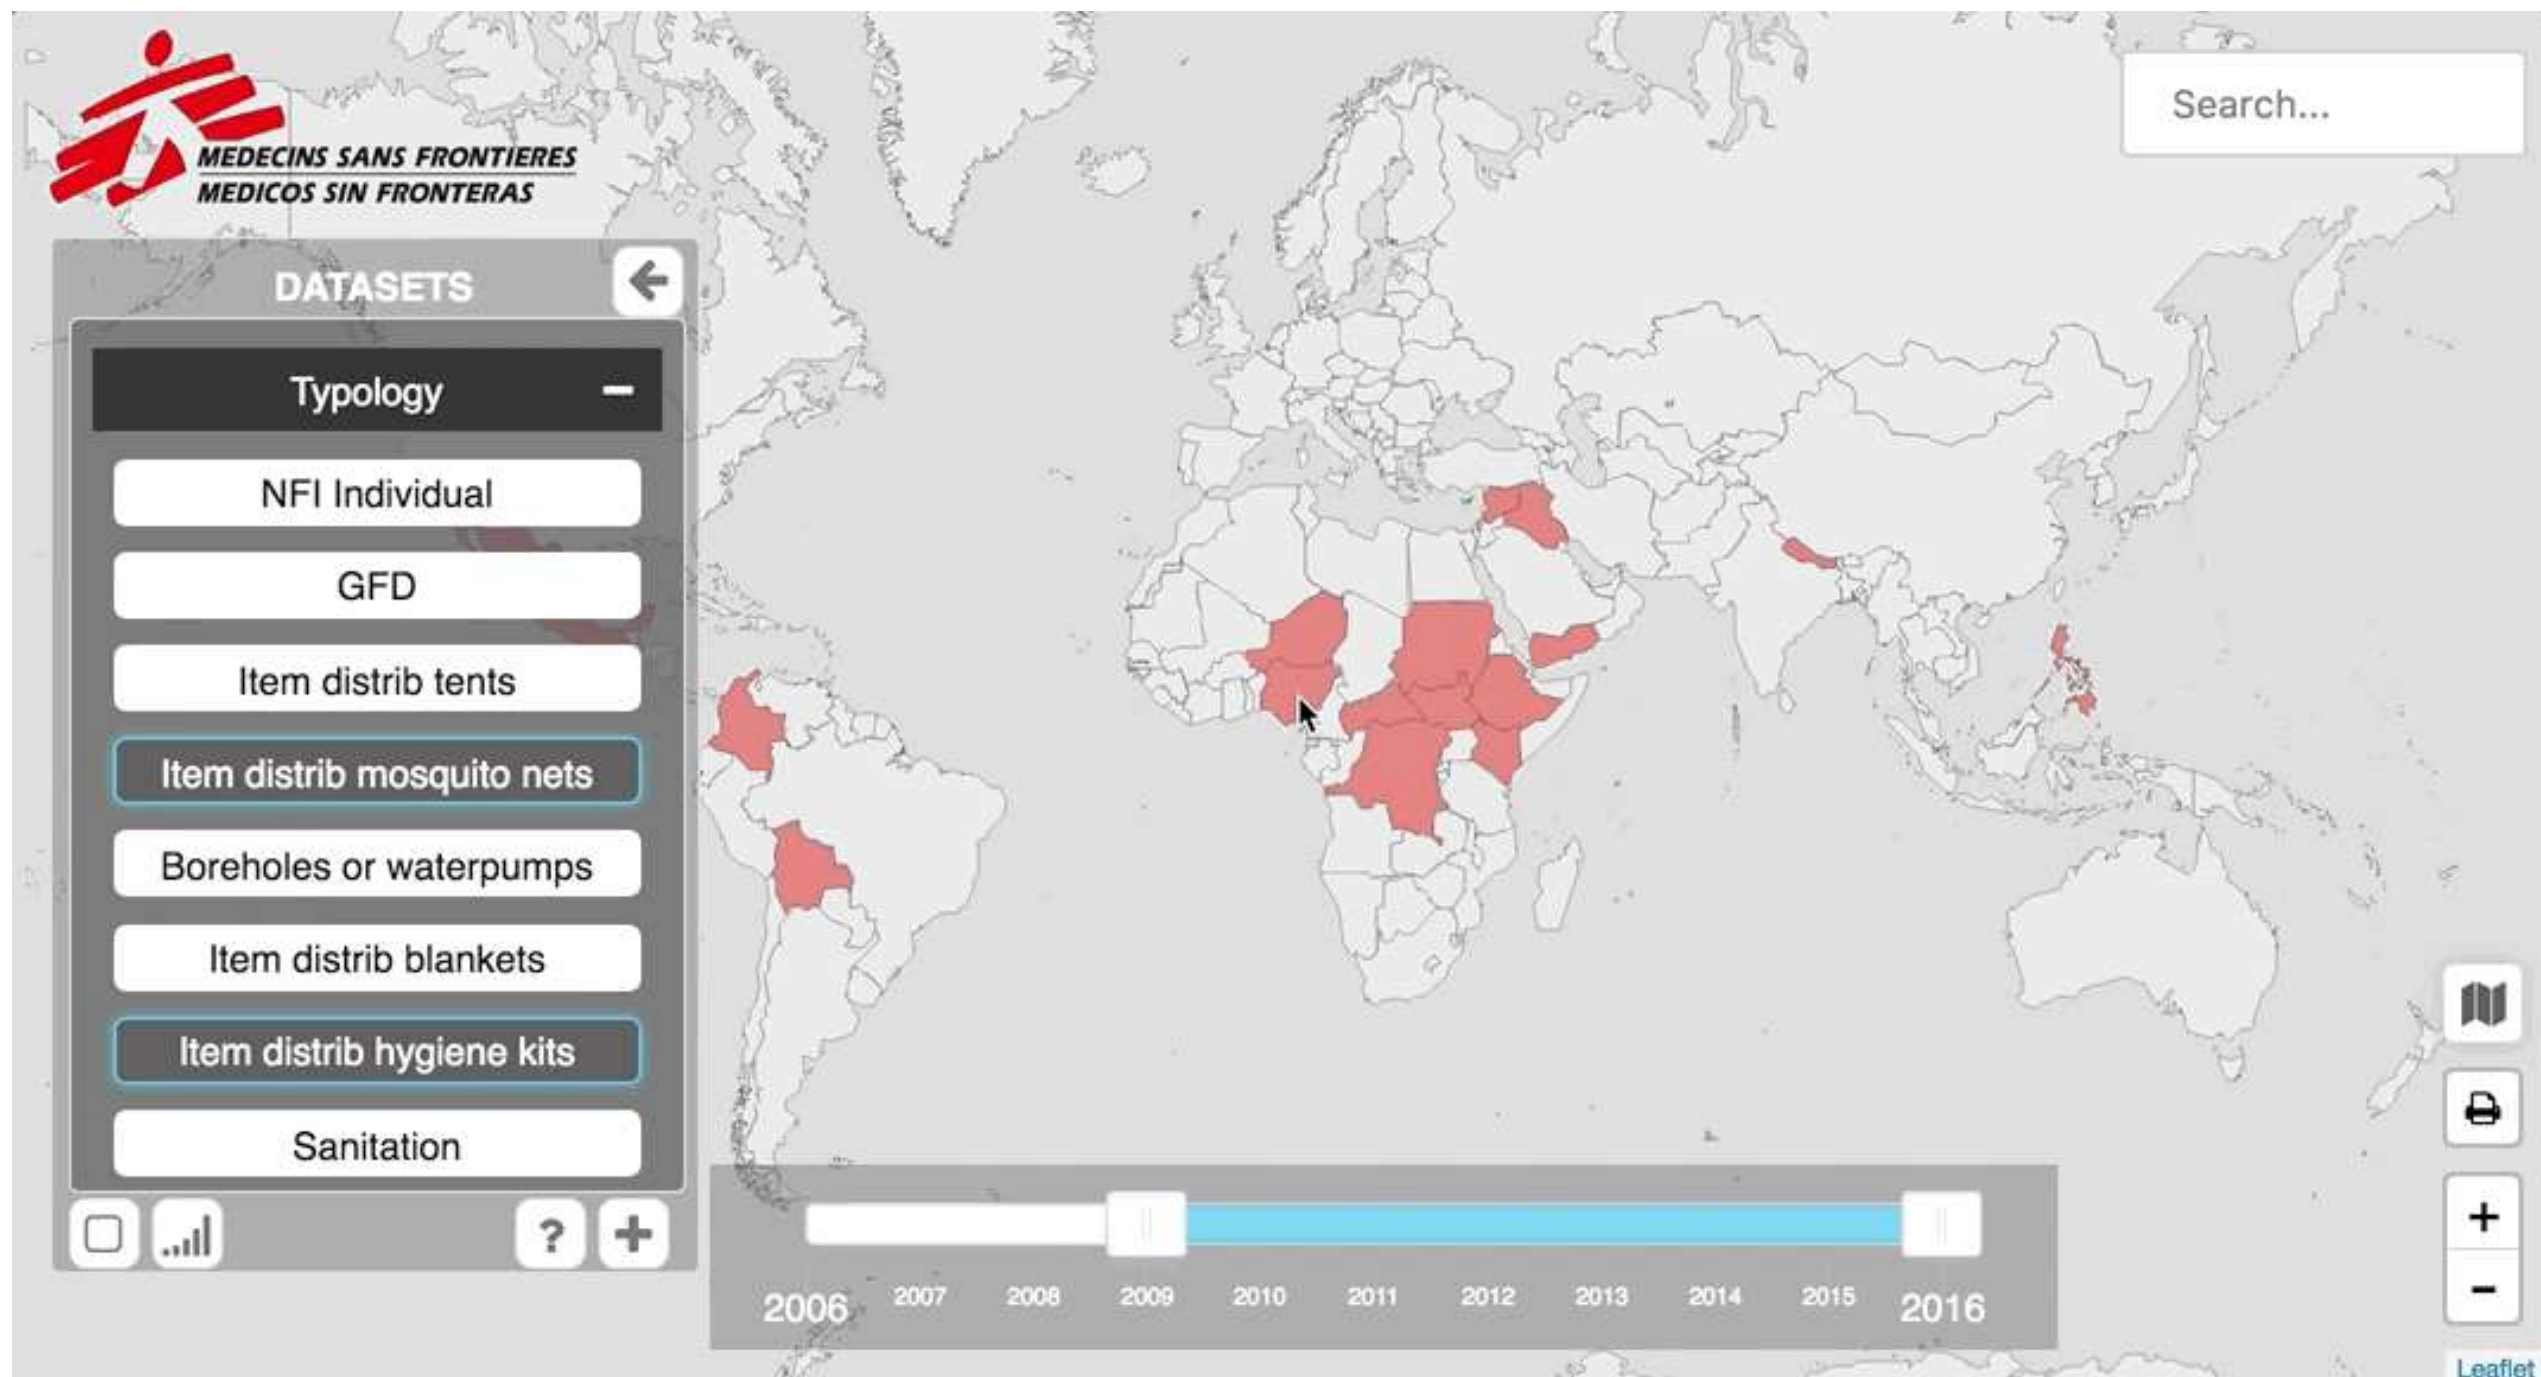 MEDECINS SANS FRONTIERES
MEDICOS SIN FRONTERAS
Search...
DATASETS
Typology
NFI Individual
GFD
Item distrib tents
Item distrib mosquito nets
Boreholes or waterpumps
Item distrib blankets
Item distrib hygiene kits
Sanitation
?
2006 2007 2008 2009 2010 2011 2012 2013 2014 2015 2016
Leaflet